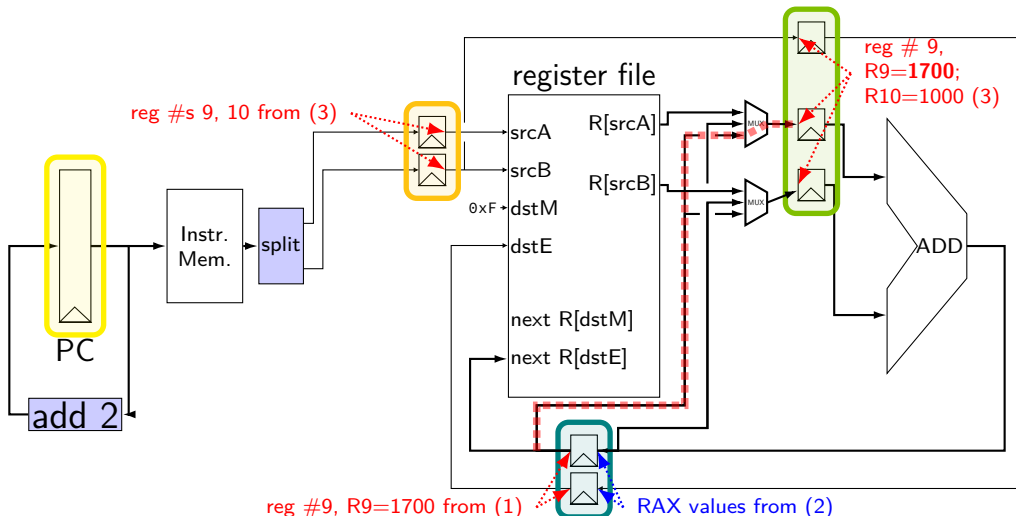 reg # 9,
R9=1700;
R10=1000 (3)
register file
reg #s 9, 10 from (3)
R[srcA]
MUX
srcA
srcB
R[srcB]
MUX
0xF
dstM
Instr.
Mem.
split
dstE
ADD
next R[dstM]
PC
next R[dstE]
add 2
reg #9, R9=1700 from (1)
RAX values from (2)